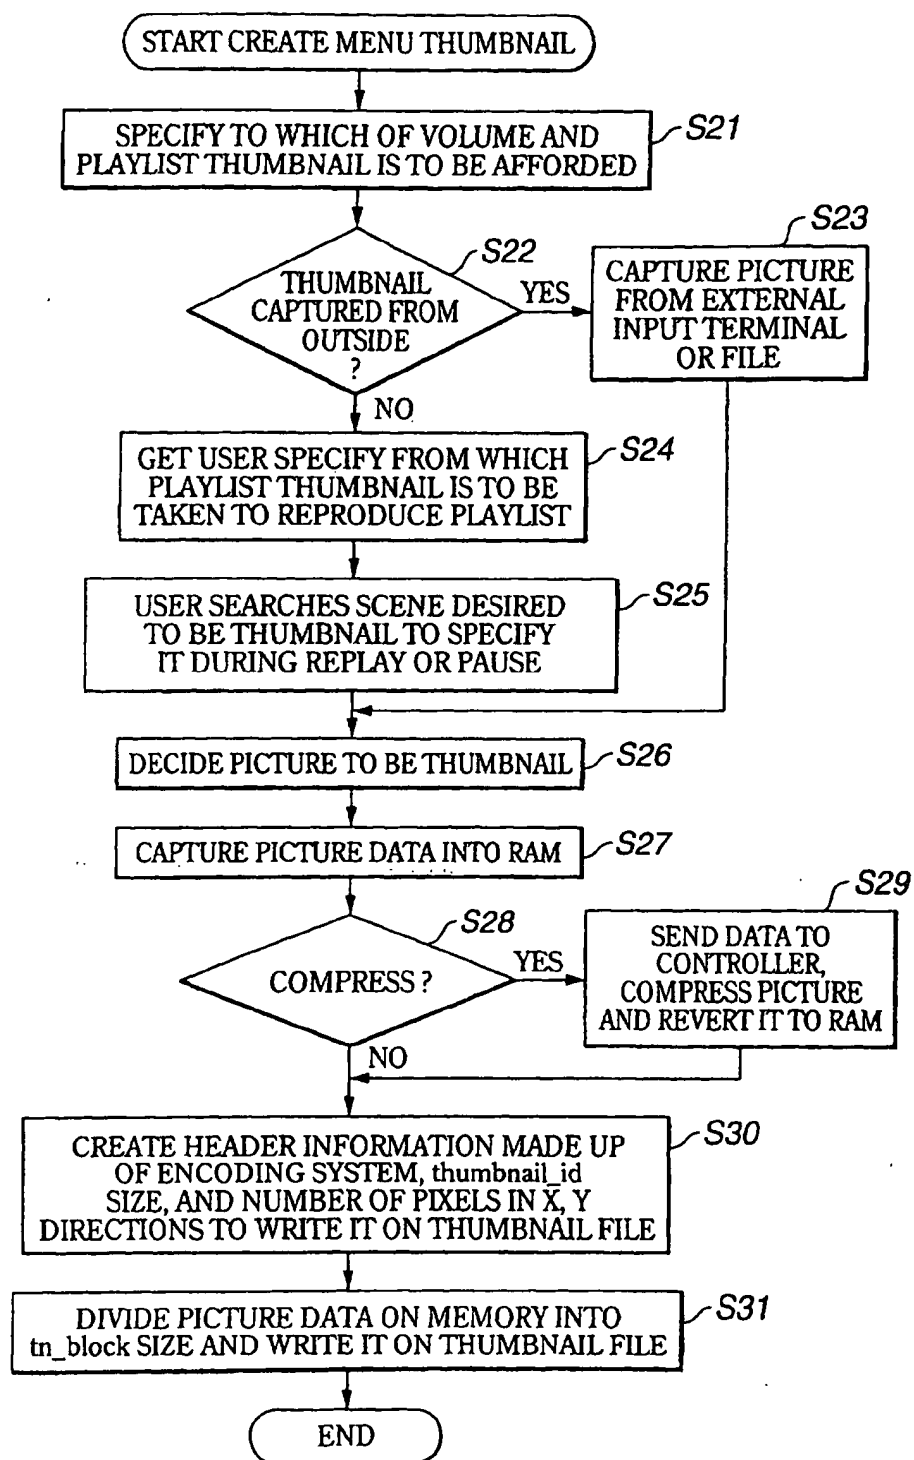 START CREATE MENU THUMBNAIL
S21
SPECIFY TO WHICH OF VOLUME AND
PLAYLIST THUMBNAIL IS TO BE AFFORDED
S22
THUMBNAIL
CAPTURED FROM
OUTSIDE
?
YES
S23
CAPTURE PICTURE
FROM EXTERNAL
INPUT TERMINAL
OR FILE
NO
S24
GET USER SPECIFY FROM WHICH
PLAYLIST THUMBNAIL IS TO BE
TAKEN TO REPRODUCE PLAYLIST
S25
USER SEARCHES SCENE DESIRED
TO BE THUMBNAIL TO SPECIFY
IT DURING REPLAY OR PAUSE
S26
DECIDE PICTURE TO BE THUMBNAIL
S27
CAPTURE PICTURE DATA INTO RAM
S28
COMPRESS ?
YES
S29
SEND DATA TO
CONTROLLER,
COMPRESS PICTURE
AND REVERT IT TO RAM
NO
S30
CREATE HEADER INFORMATION MADE UP
OF ENCODING SYSTEM, thumbnail_id
SIZE, AND NUMBER OF PIXELS IN X, Y
DIRECTIONS TO WRITE IT ON THUMBNAIL FILE
S31
DIVIDE PICTURE DATA ON MEMORY INTO
tn_block SIZE AND WRITE IT ON THUMBNAIL FILE
END